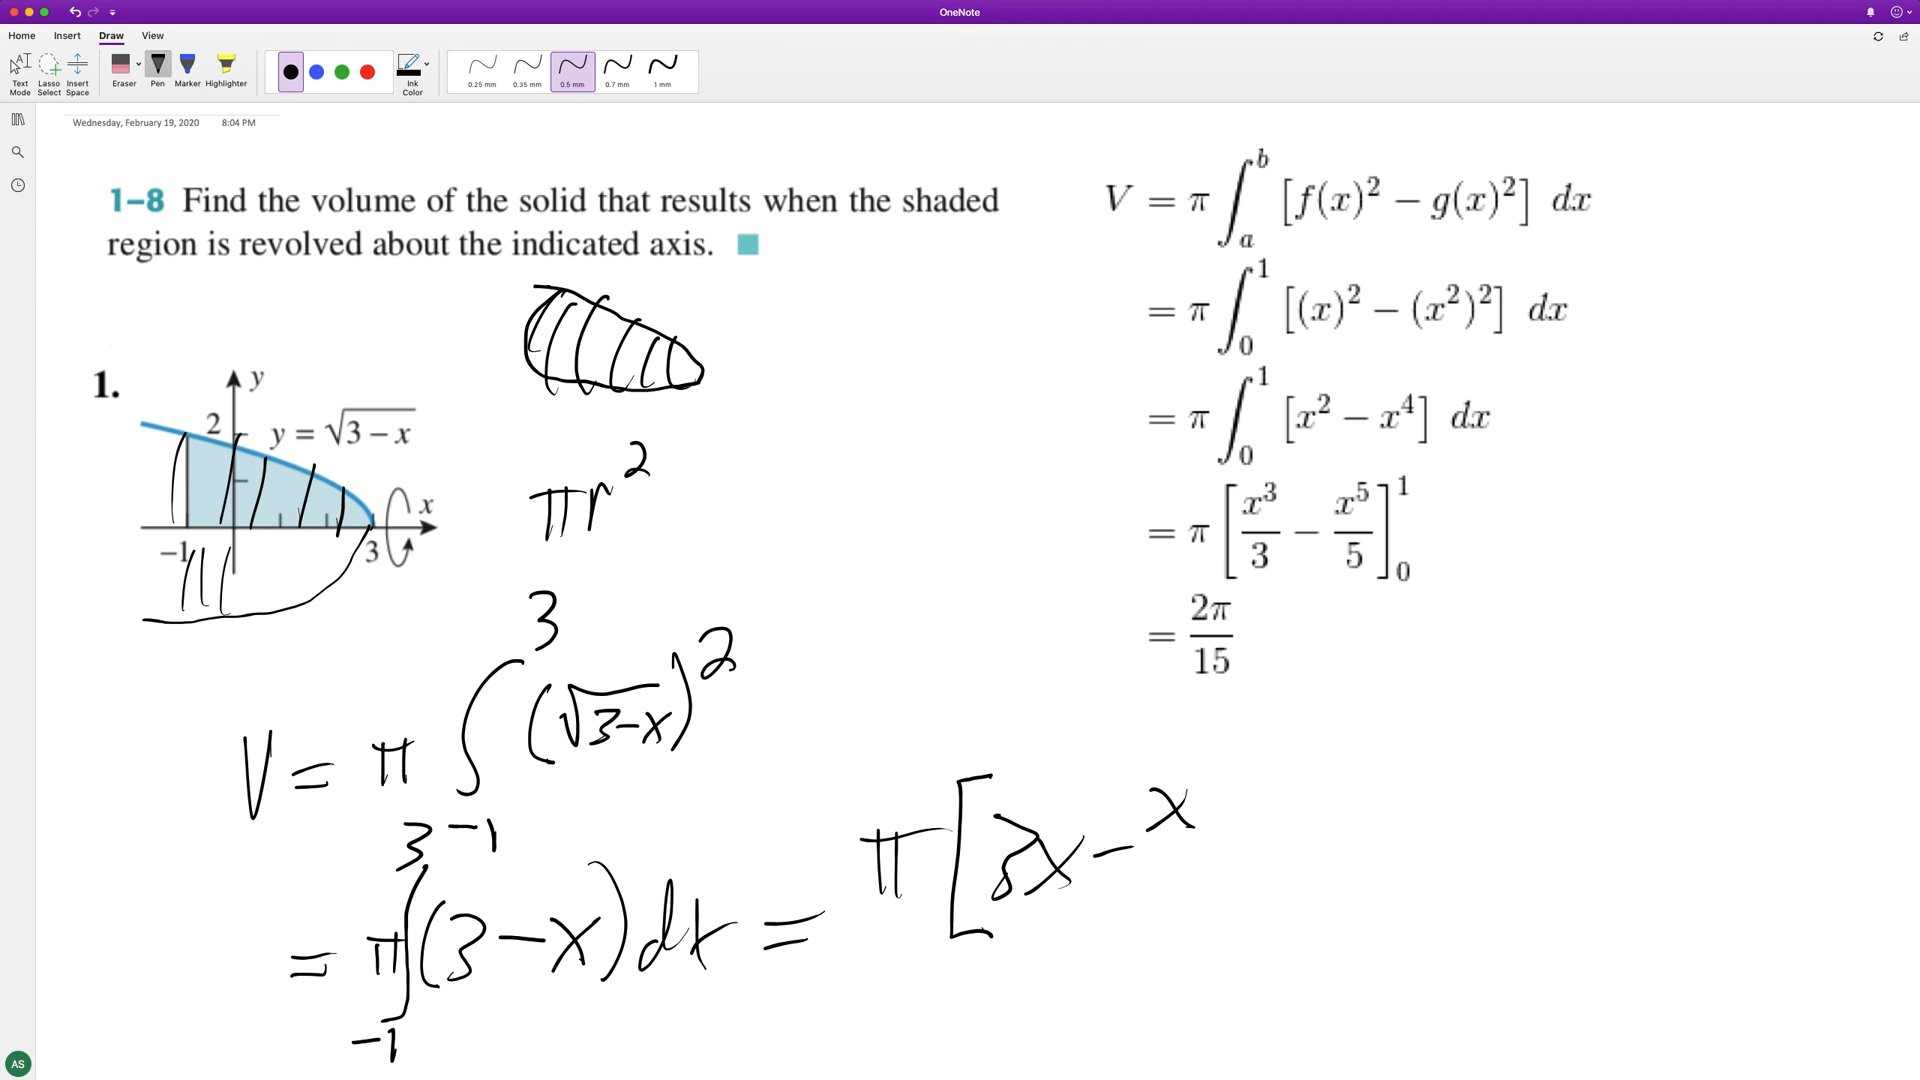 OneNote
Home Insert Draw View
Text Mode Lasso Select Insert Space Eraser Pen Marker Highlighter Ink Color 0.25 mm 0.35 mm 0.5 mm 0.7 mm 1 mm
Wednesday, February 19, 2020 8:04 PM
1–8 Find the volume of the solid that results when the shaded
region is revolved about the indicated axis.
1.
y
2
y = √3 – x
x
–1
3
πr²
V = π ∫₋₁³ (√3-x)²
= π ∫₋₁³ (3-x) dx = π [3x - x
V = π ∫ₐᵇ [f(x)² − g(x)²] dx
= π ∫₀¹ [(x)² − (x²)²] dx
= π ∫₀¹ [x² − x⁴] dx
= π [x³/3 − x⁵/5]₀¹
= 2π/15
AS